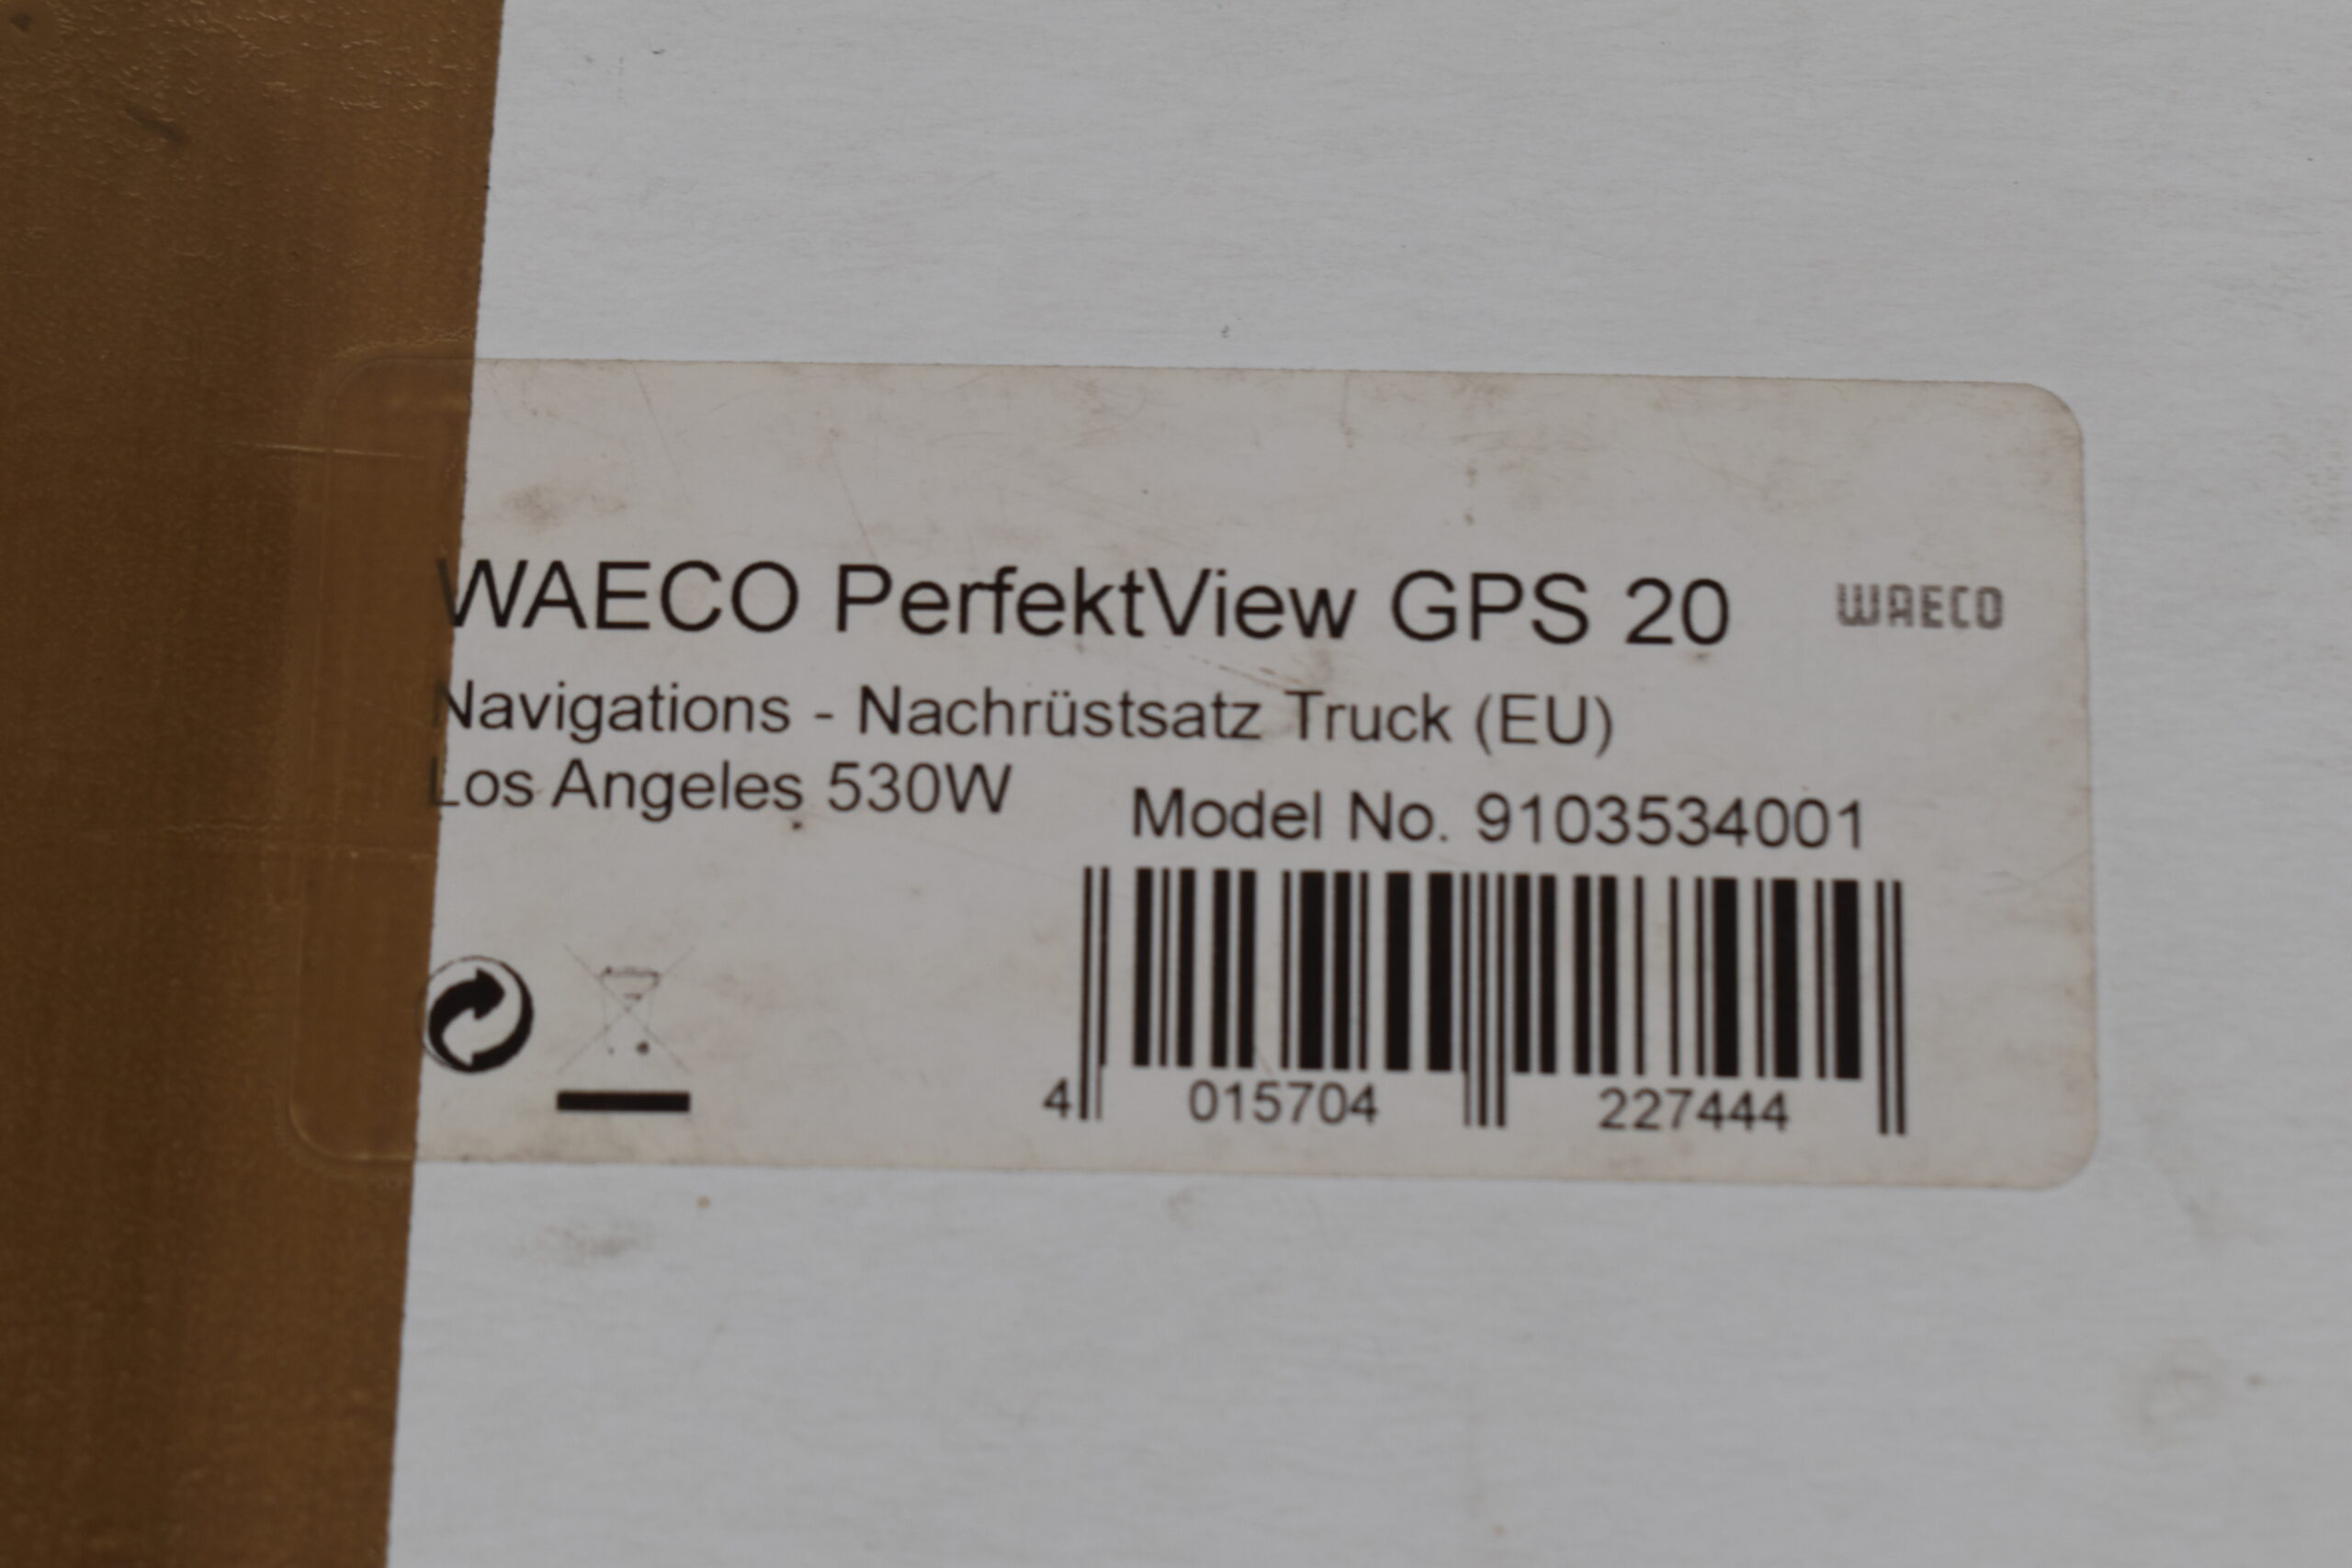 WAECO PerfektView GPS 20
WAECO
Navigations - Nachrüstsatz Truck (EU)
Los Angeles 530W
Model No. 9103534001
4 015704 227444